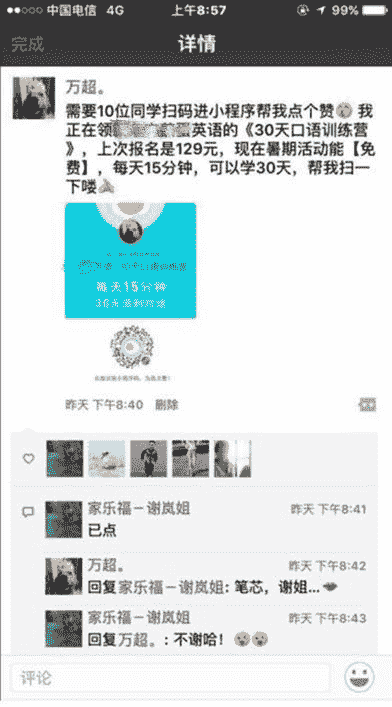 中国电信 4G 上午8:57 99%
完成 详情
万超。
需要10位同学扫码进小程序帮我点个赞 我
正在领 英语的《30天口语训练营
》，上次报名是129元，现在暑期活动能【免
费】，每天15分钟，可以学30天，帮我扫一
下喽
每天15分钟
昨天 下午8:40 删除
家乐福－谢岚姐 昨天 下午8:41
已点
万超。 昨天 下午8:42
回复家乐福－谢岚姐: 笔芯，谢姐...
家乐福－谢岚姐 昨天 下午8:43
回复万超。: 不谢哈！
评论